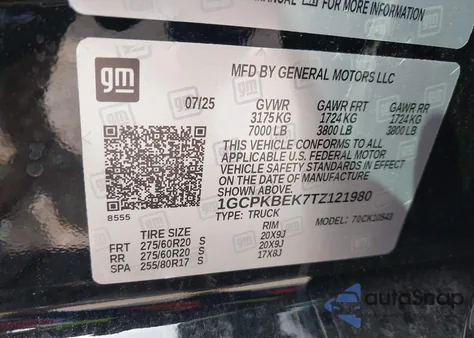 MORE INFORMATION
gm
MFD BY GENERAL MOTORS LLC
07/25 GVWR GAWR FRT GAWR RR
3175 KG 1724 KG 1724 KG
7000 LB 3800 LB 3800 LB
THIS VEHICLE CONFORMS TO ALL
APPLICABLE U.S. FEDERAL MOTOR
VEHICLE SAFETY STANDARDS IN EFFECT
ON THE DATE OF MANUFACTURE SHOWN ABOVE.
1GCPKBEK7TZ121980
8555
TYPE: TRUCK MODEL: 70CK10543
TIRE SIZE RIM
FRT 275/60R20 S 20X9J
RR 275/60R20 S 20X9J
SPA 255/80R17 S 17X8J
autoSnap